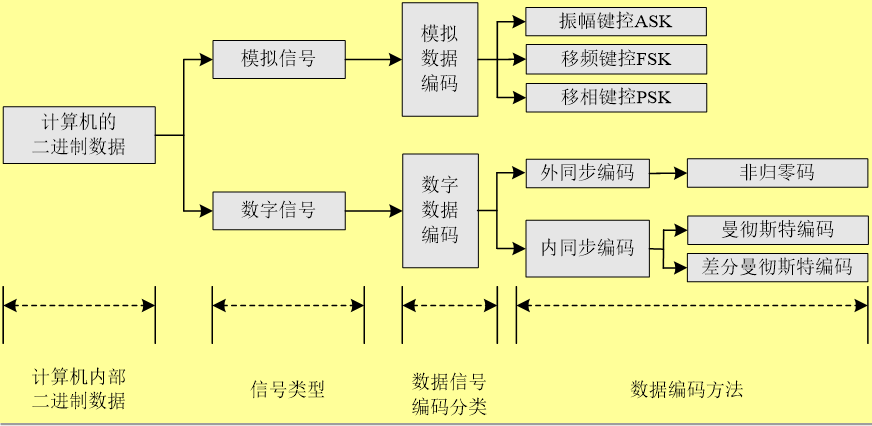 计算机的
二进制数据
模拟信号
模拟
数据
编码
振幅键控ASK
移频键控FSK
移相键控PSK
数字信号
数字
数据
编码
外同步编码
非归零码
内同步编码
曼彻斯特编码
差分曼彻斯特编码
计算机内部
二进制数据
信号类型
数据信号
编码分类
数据编码方法